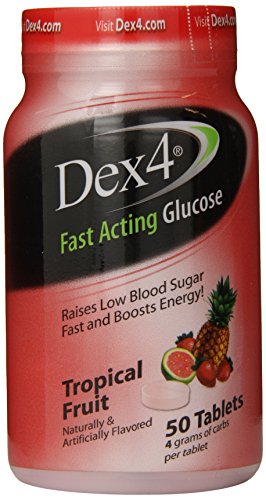 Visit Dex4.com
Visit Dex4.com
Dex4®
Fast Acting Glucose
Raises Low Blood Sugar
Fast and Boosts Energy!
Tropical
Fruit
Naturally &
Artificially Flavored
50 Tablets
4 grams of carbs
per tablet